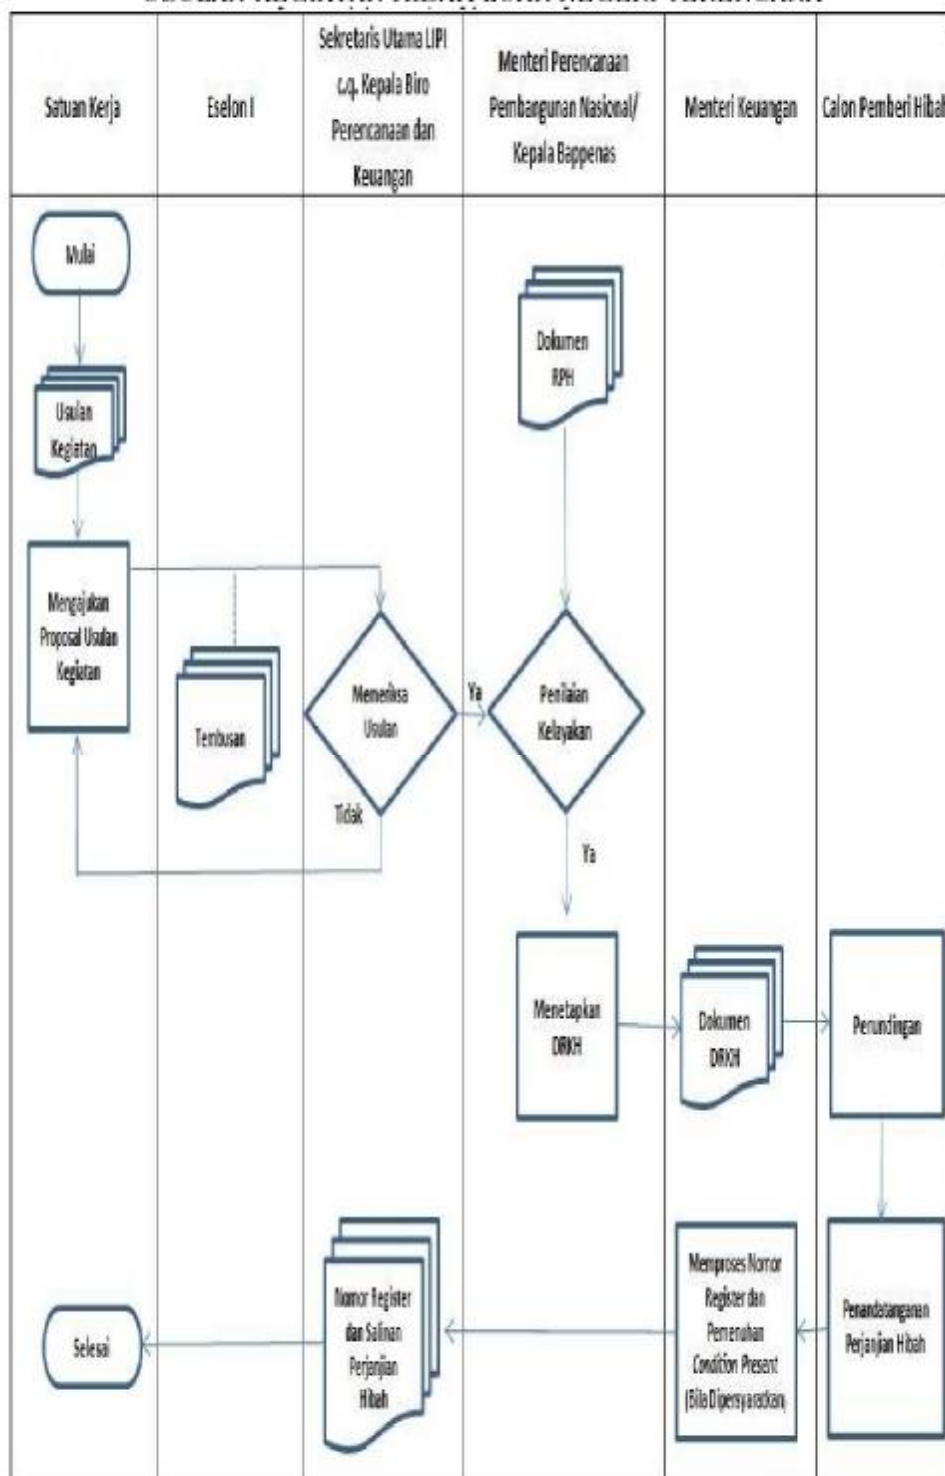 Satuan Kerja
Eselon I
Sekretaris Utama LIPI
c.q. Kepala Biro
Perencanaan dan
Keuangan
Menteri Perencanaan
Pembangunan Nasional/
Kepala Bappenas
Menteri Keuangan
Calon Pemberi Hibah
Mulai
Usulan
Kegiatan
Mengajukan
Proposal Usulan
Kegiatan
Tembusan
Memeriksa
Usulan
Ya
Tidak
Dokumen
RPH
Penilaian
Kelayakan
Ya
Menetapkan
DRKH
Dokumen
DRKH
Perundingan
Penandatanganan
Perjanjian Hibah
Memproses Nomor
Register dan
Pemenuhan
Condition Present
(Bila Dipersyaratkan)
Nomor Register
dan Salinan
Perjanjian
Hibah
Selesai